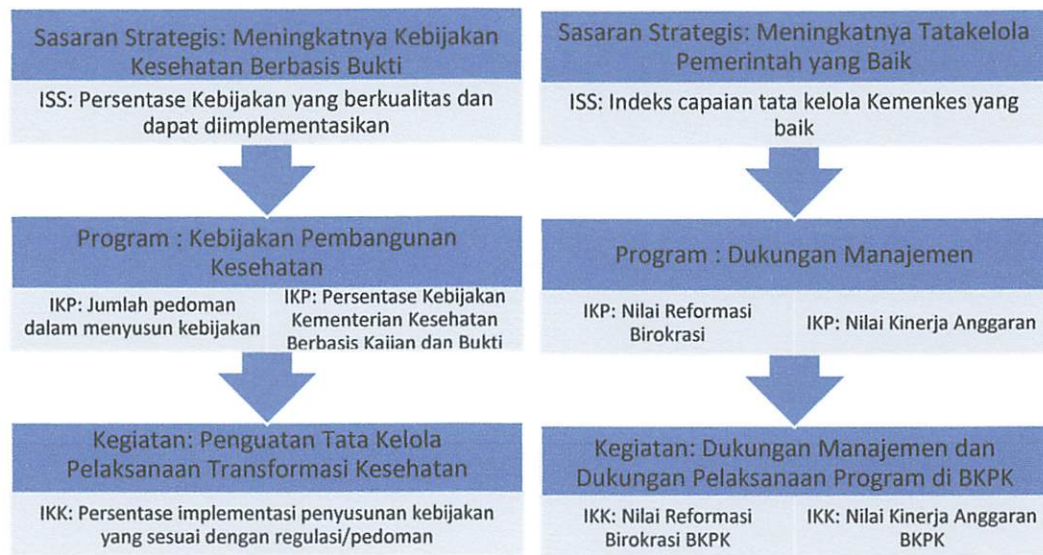 Sasaran Strategis: Meningkatnya Kebijakan
Kesehatan Berbasis Bukti
ISS: Persentase Kebijakan yang berkualitas dan
dapat diimplementasikan
Program : Kebijakan Pembangunan
Kesehatan
IKP: Jumlah pedoman
dalam menyusun kebijakan
IKP: Persentase Kebijakan
Kementerian Kesehatan
Berbasis Kajian dan Bukti
Kegiatan: Penguatan Tata Kelola
Pelaksanaan Transformasi Kesehatan
IKK: Persentase implementasi penyusunan kebijakan
yang sesuai dengan regulasi/pedoman
Sasaran Strategis: Meningkatnya Tatakelola
Pemerintah yang Baik
ISS: Indeks capaian tata kelola Kemenkes yang
baik
Program : Dukungan Manajemen
IKP: Nilai Reformasi
Birokrasi
IKP: Nilai Kinerja Anggaran
Kegiatan: Dukungan Manajemen dan
Dukungan Pelaksanaan Program di BKPK
IKK: Nilai Reformasi
Birokrasi BKPK
IKK: Nilai Kinerja Anggaran
BKPK